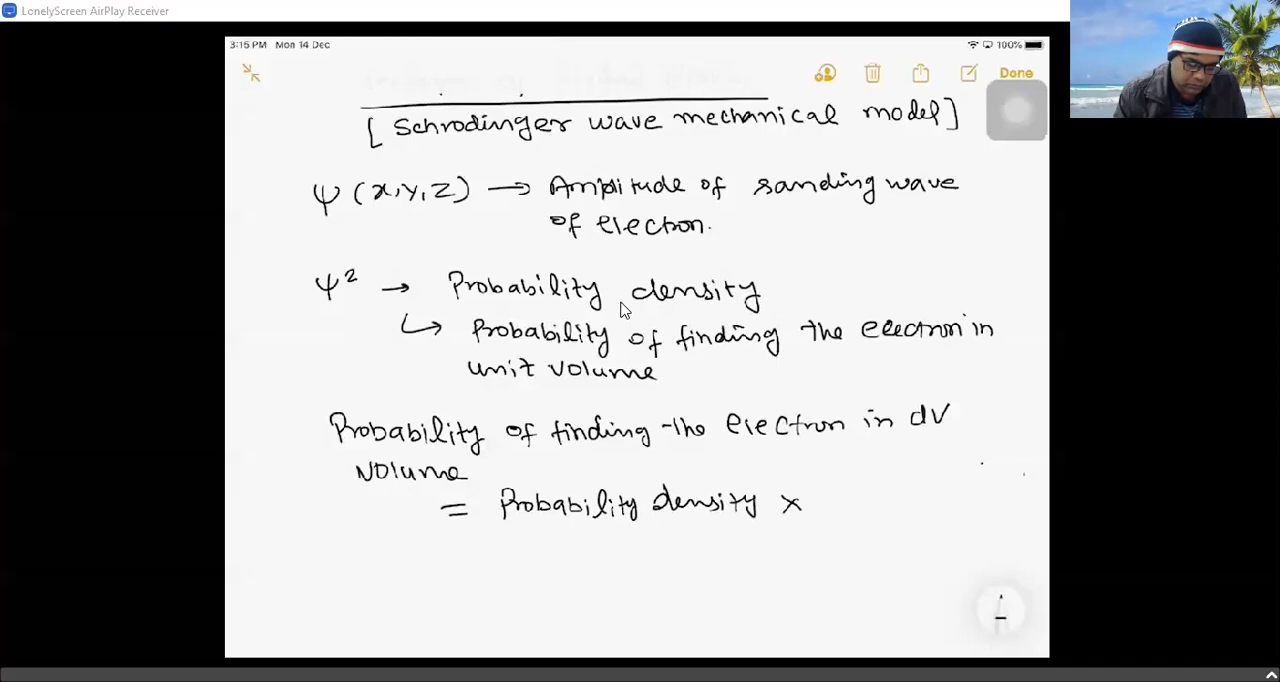 LonelyScreen AirPlay Receiver
3:15 PM Mon 14 Dec
100%
Done
[Schrodinger wave mechanical model]
Ψ (x,y,z) → Amplitude of sanding wave
of electron.
Ψ² → Probability density
↳ Probability of finding the electron in
unit volume
Probability of finding the electron in dV
volume
= Probability density ×